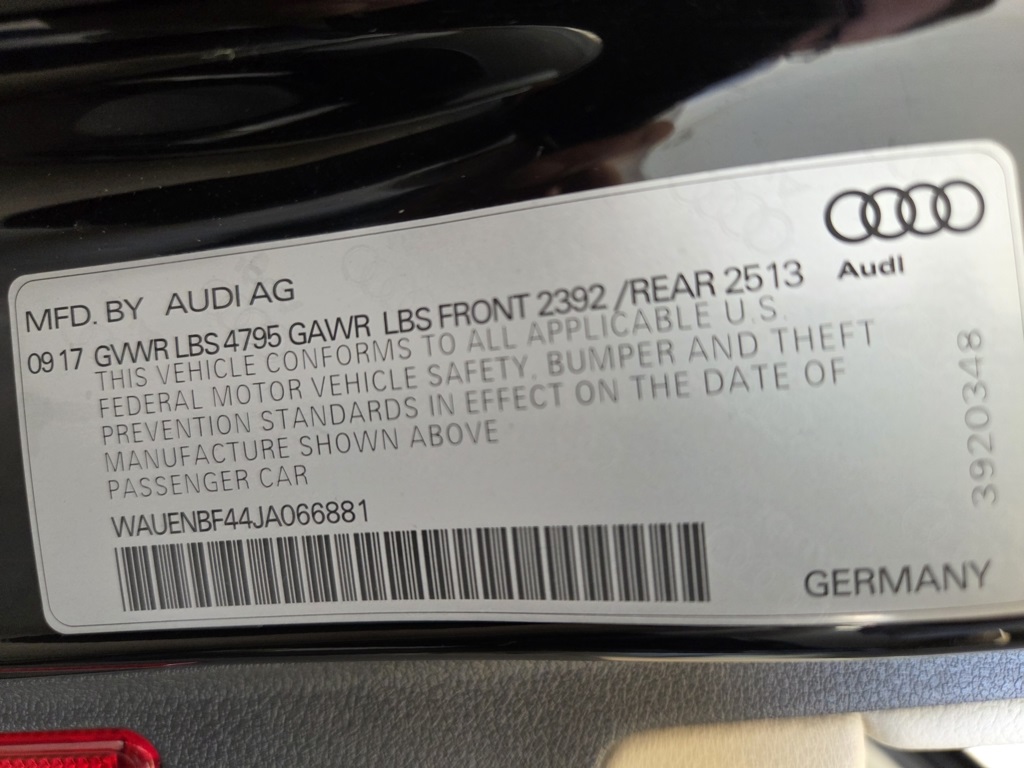 Audi
MFD. BY AUDI AG
09 17 GVWR LBS 4795 GAWR LBS FRONT 2392 /REAR 2513
THIS VEHICLE CONFORMS TO ALL APPLICABLE U.S.
FEDERAL MOTOR VEHICLE SAFETY, BUMPER AND THEFT
PREVENTION STANDARDS IN EFFECT ON THE DATE OF
MANUFACTURE SHOWN ABOVE
PASSENGER CAR
WAUENBF44JA066881
GERMANY
3920348